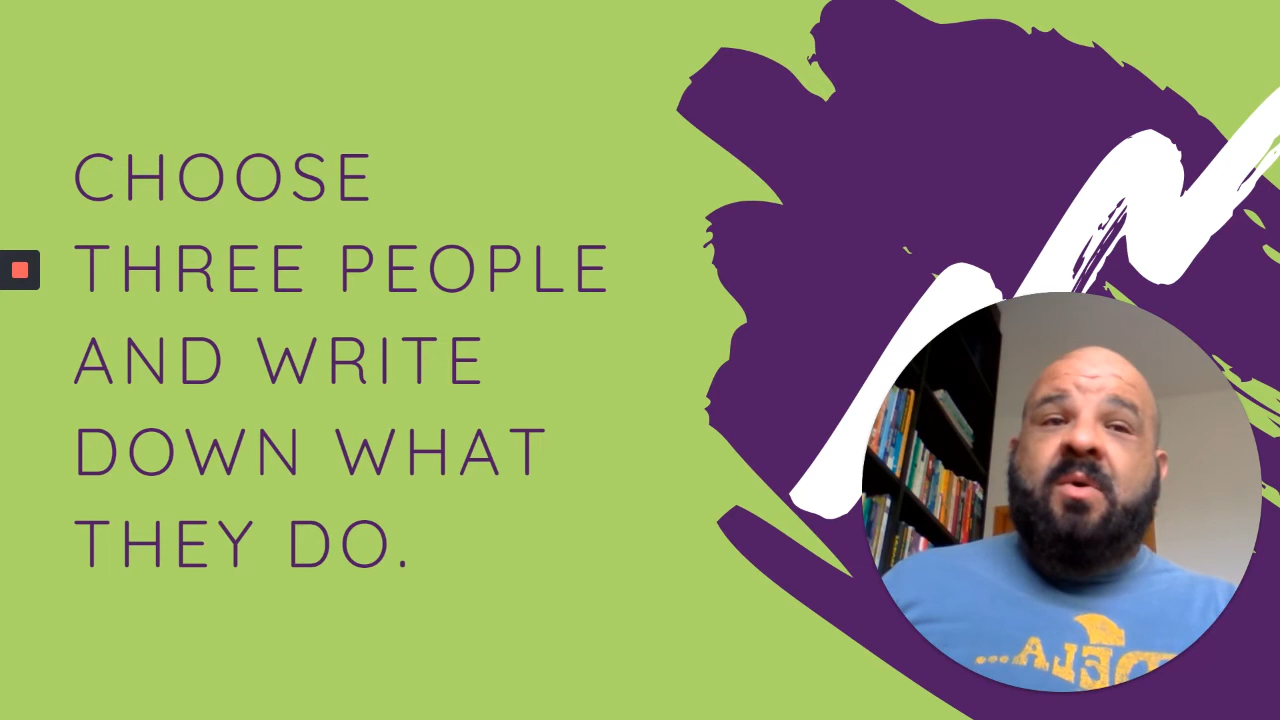 CHOOSE
THREE PEOPLE
AND WRITE
DOWN WHAT
THEY DO.